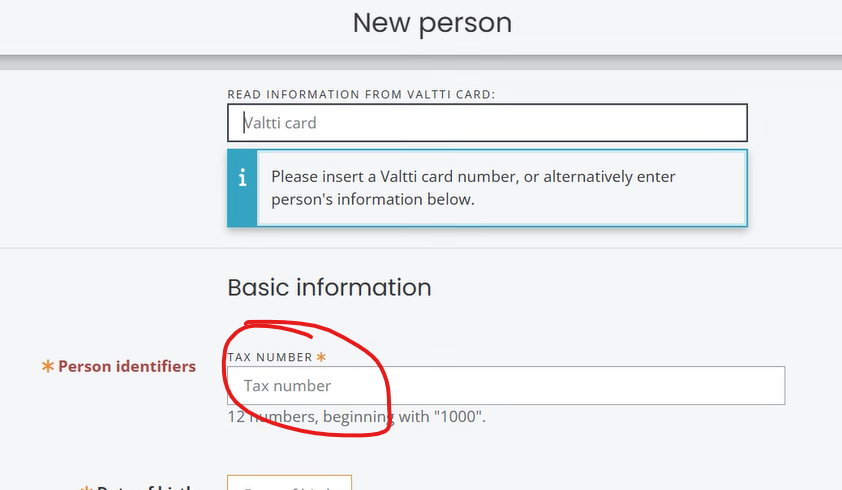 New person
READ INFORMATION FROM VALTTI CARD:
Valtti card
i
Please insert a Valtti card number, or alternatively enter
person's information below.
Basic information
TAX NUMBER *
* Person identifiers
Tax number
12 numbers, beginning with "1000".